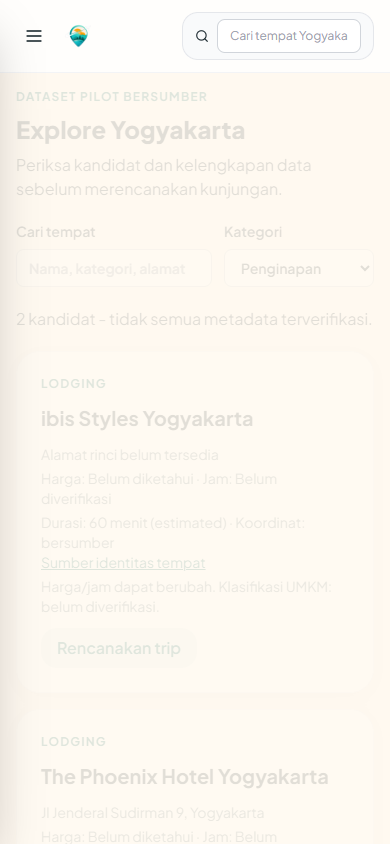 Cari tempat Yogyaka
DATASET PILOT BERSUMBER
Explore Yogyakarta
Periksa kandidat dan kelengkapan data
sebelum merencanakan kunjungan.
Cari tempat
Kategori
Nama, kategori, alamat
Penginapan
2 kandidat - tidak semua metadata terverifikasi.
LODGING
ibis Styles Yogyakarta
Alamat rinci belum tersedia
Harga: Belum diketahui · Jam: Belum
diverifikasi
Durasi: 60 menit (estimated) · Koordinat:
bersumber
Sumber identitas tempat
Harga/jam dapat berubah. Klasifikasi UMKM:
belum diverifikasi.
Rencanakan trip
LODGING
The Phoenix Hotel Yogyakarta
Jl Jenderal Sudirman 9, Yogyakarta
Harga: Belum diketahui · Jam: Belum